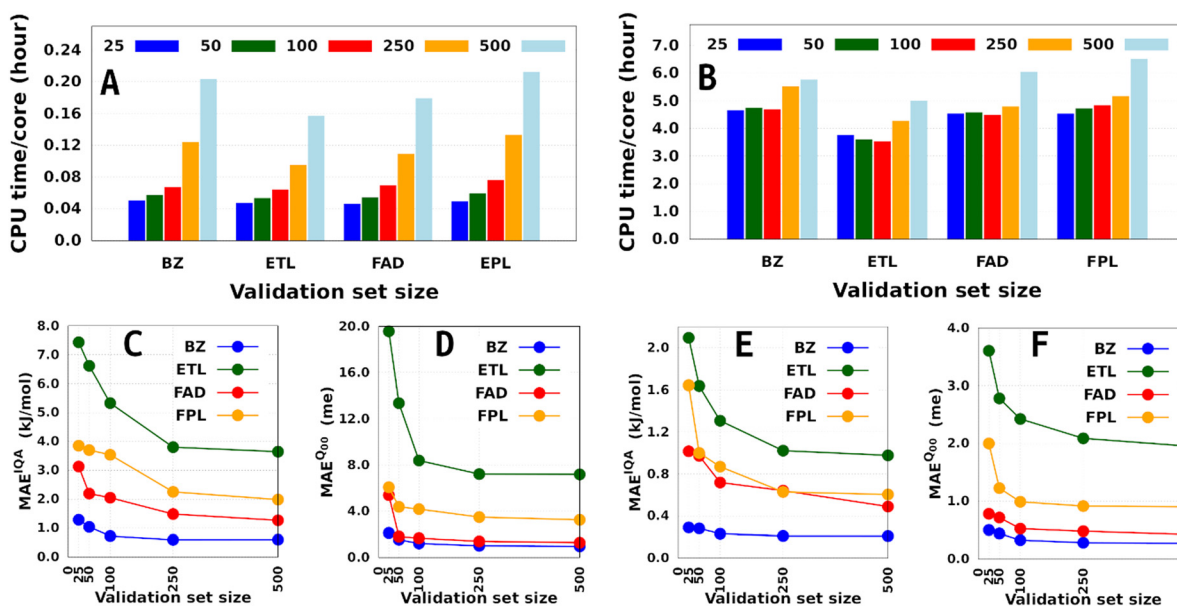 A
25 50 100 250 500
CPU time/core (hour)
0.24
0.20
0.16
0.12
0.08
0.04
0.0
BZ ETL FAD EPL
Validation set size
B
25 50 100 250 500
CPU time/core (hour)
7.0
6.0
5.0
4.0
3.0
2.0
1.0
0.0
BZ ETL FAD FPL
Validation set size
C
BZ
ETL
FAD
FPL
MAE^IQA (kJ/mol)
8.0
7.0
6.0
5.0
4.0
3.0
2.0
1.0
0.0
0 25 50 100 250 500
Validation set size
D
BZ
ETL
FAD
FPL
MAE^Q00 (me)
20.0
16.0
12.0
8.0
4.0
0.0
0 25 50 100 250 500
Validation set size
E
BZ
ETL
FAD
FPL
MAE^IQA (kJ/mol)
2.0
1.6
1.2
0.8
0.4
0.0
0 25 50 100 250 500
Validation set size
F
BZ
ETL
FAD
FPL
MAE^Q00 (me)
4.0
3.0
2.0
1.0
0.0
0 25 50 100 250
Validation set size